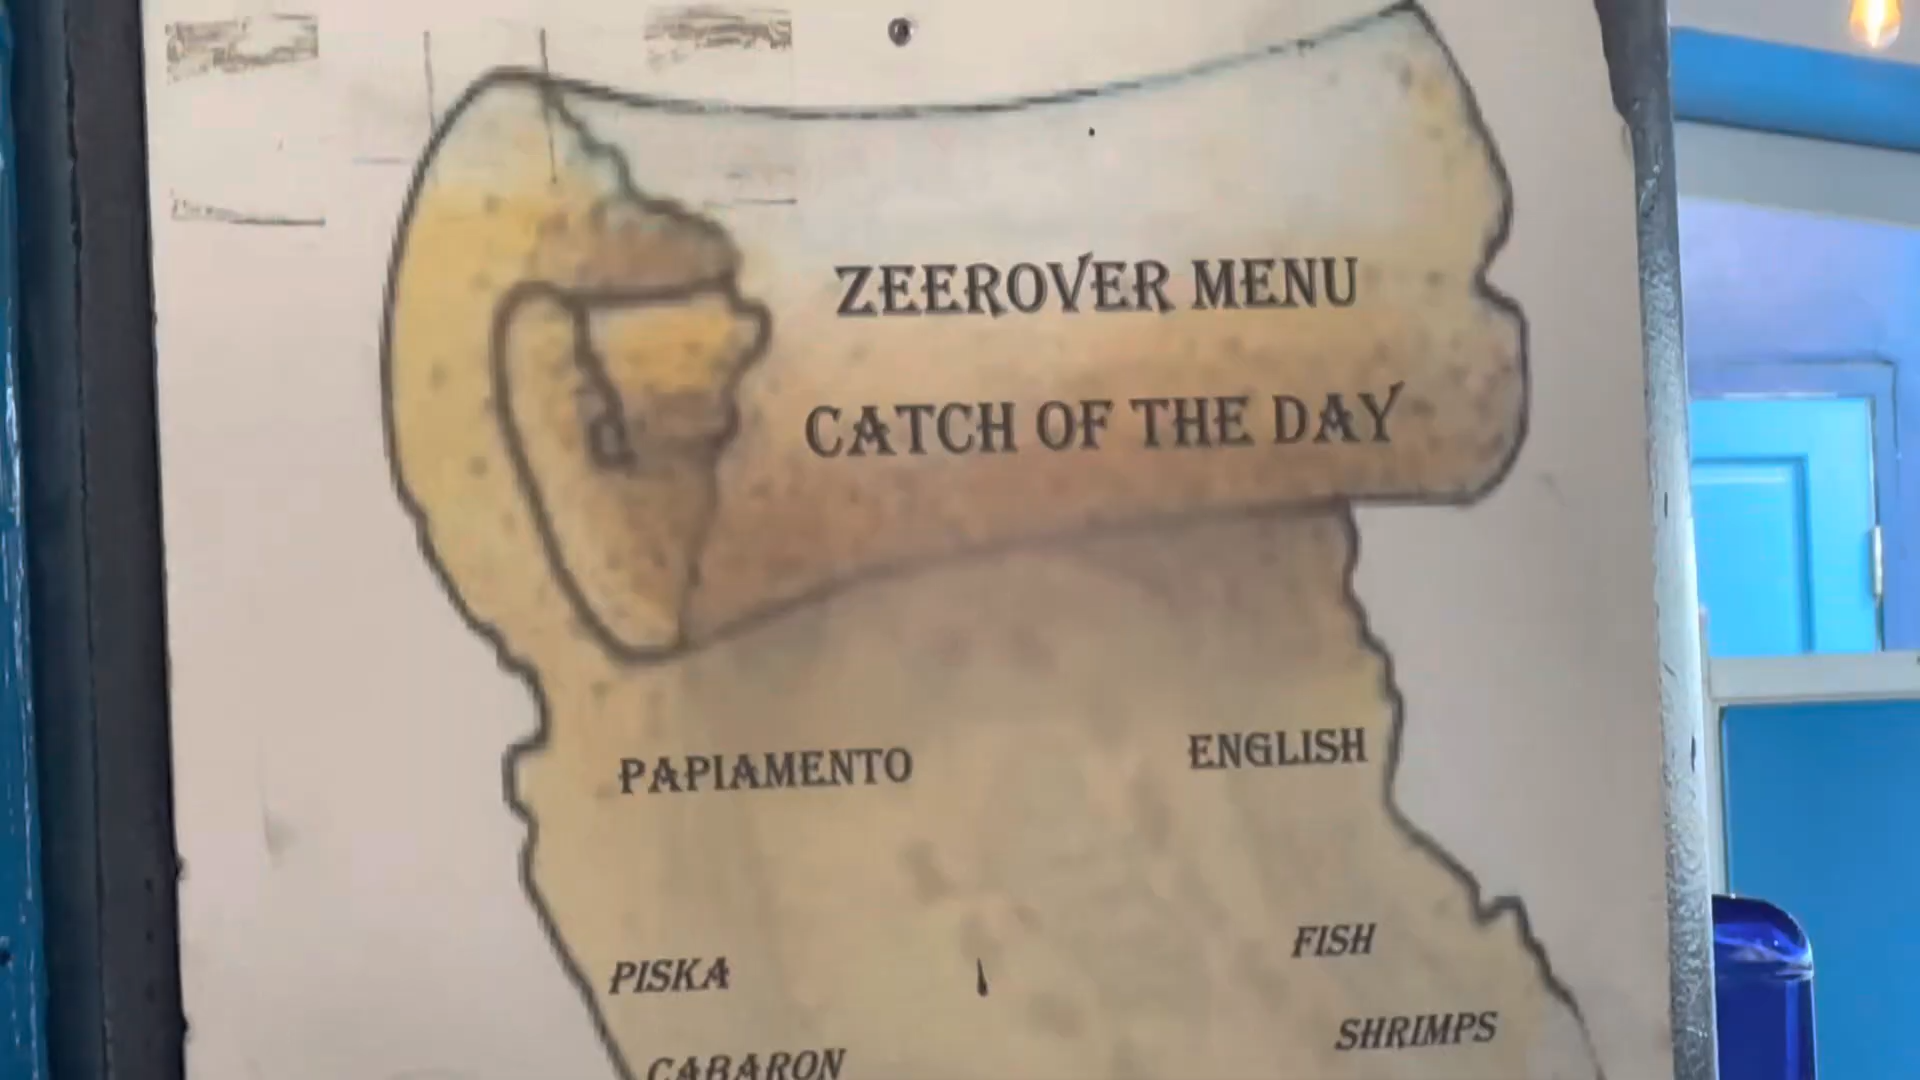 ZEEROVER MENU
CATCH OF THE DAY
PAPIAMENTO ENGLISH
PISKA FISH
CABARON SHRIMPS